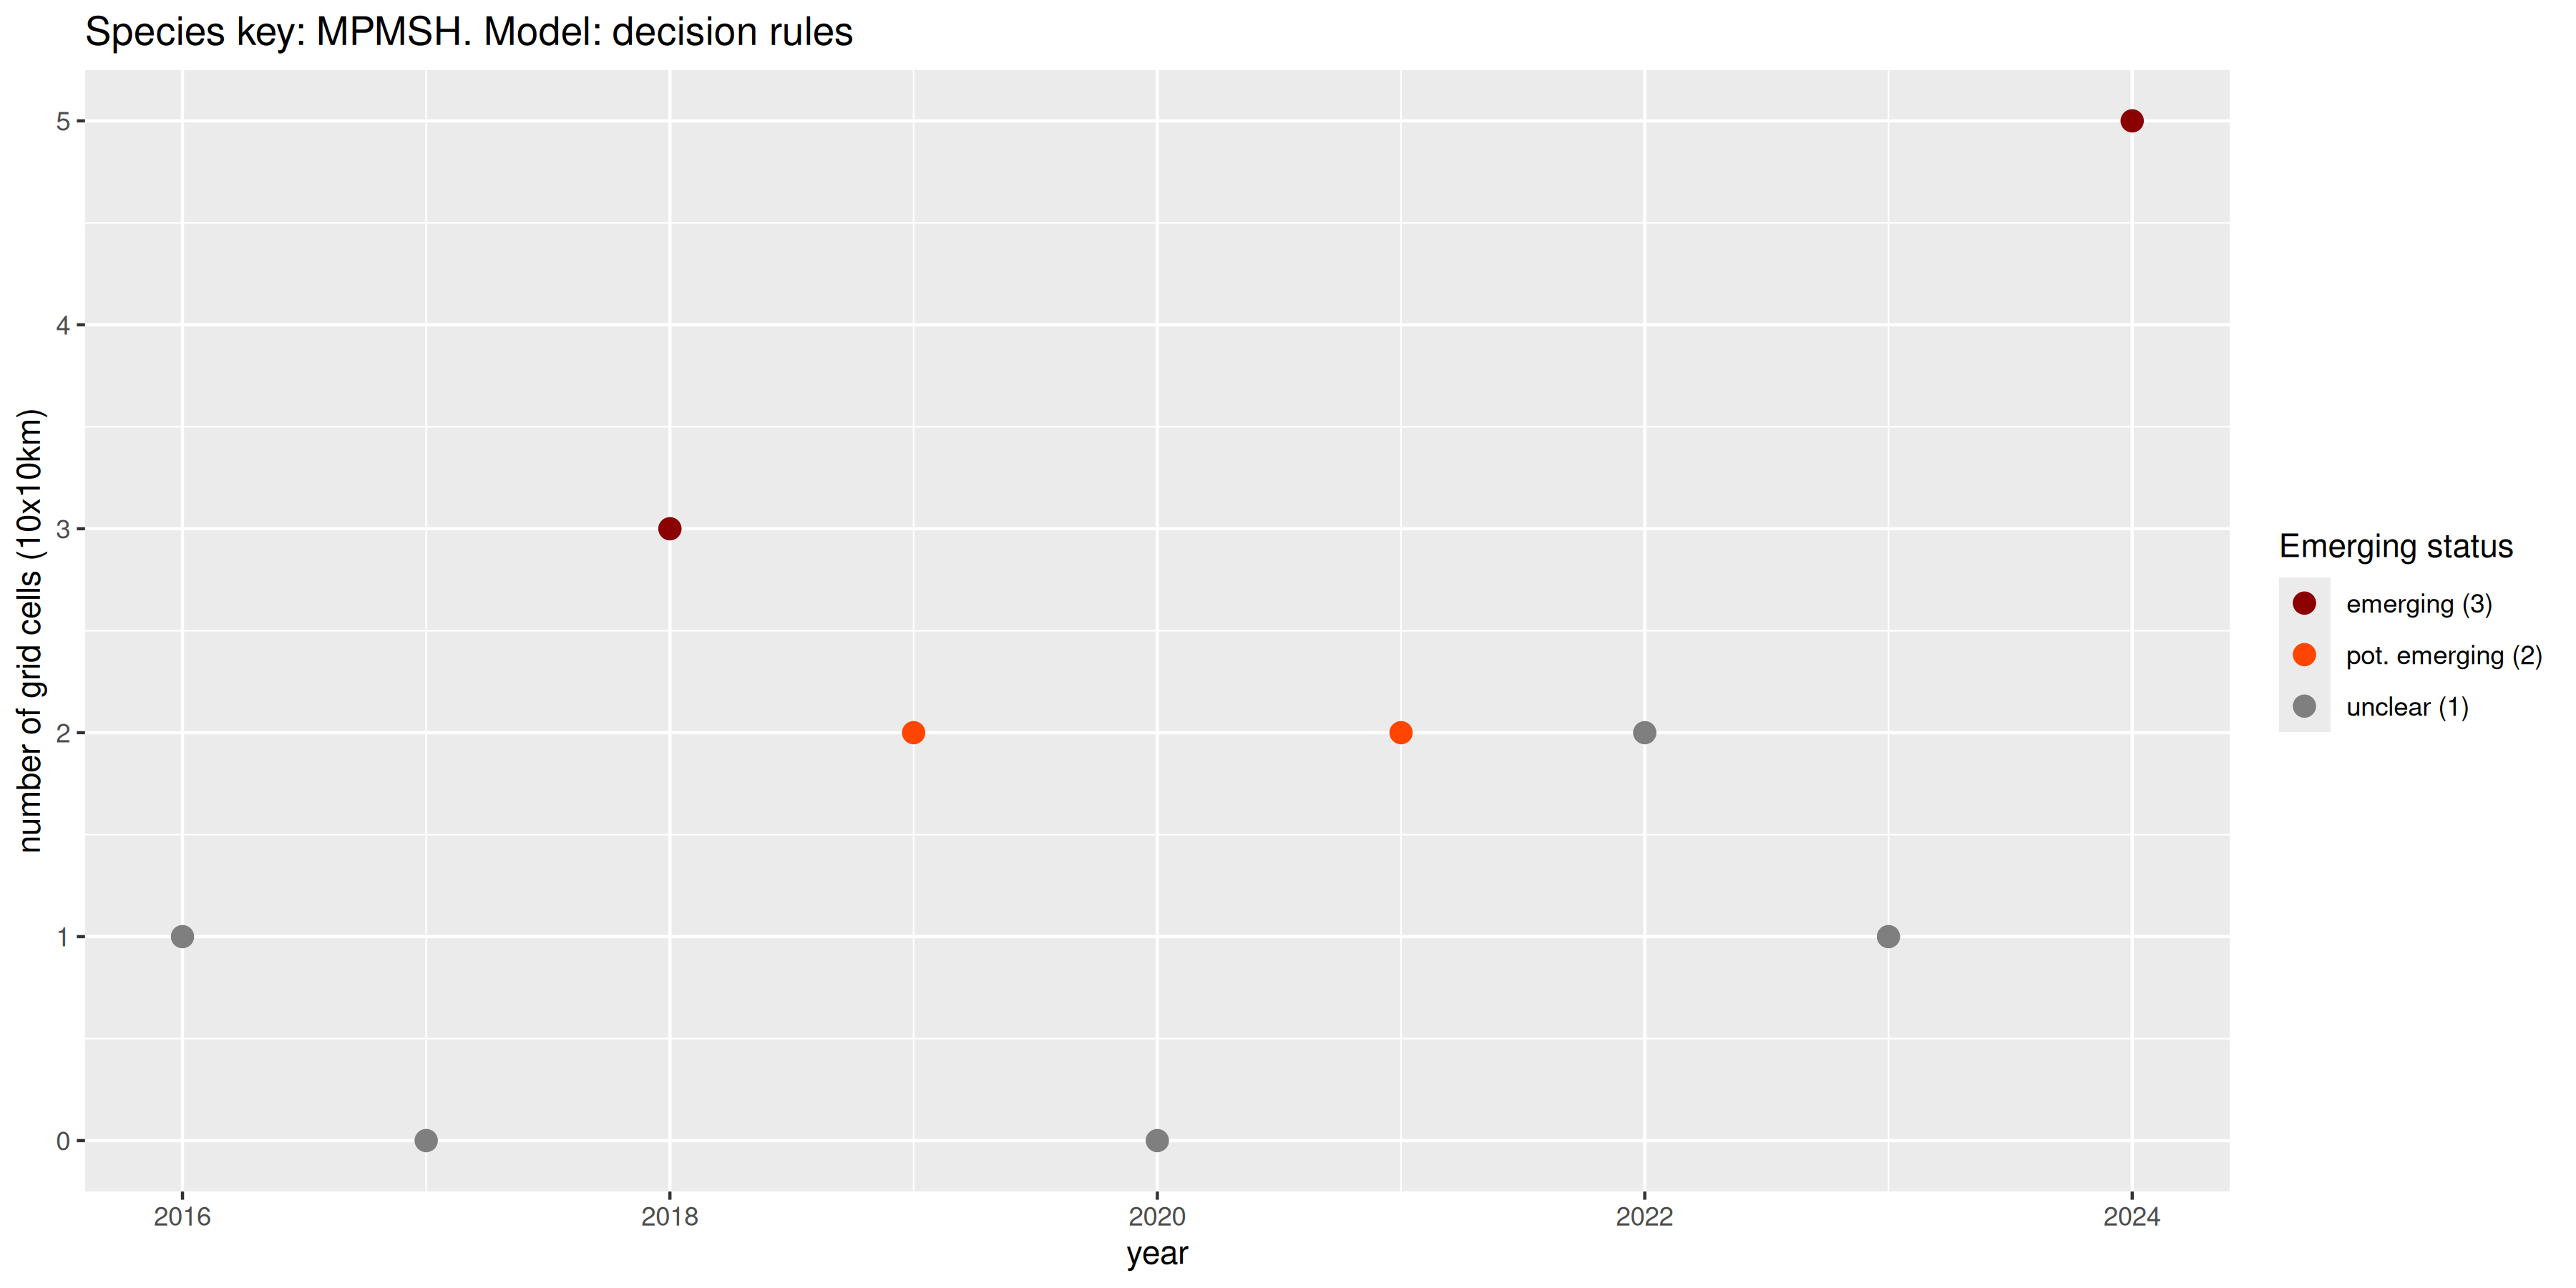 Species key: MPMSH. Model: decision rules
number of grid cells (10x10km)
5
4
3
2
1
0
2016
2018
2020
2022
2024
year
Emerging status
emerging (3)
pot. emerging (2)
unclear (1)